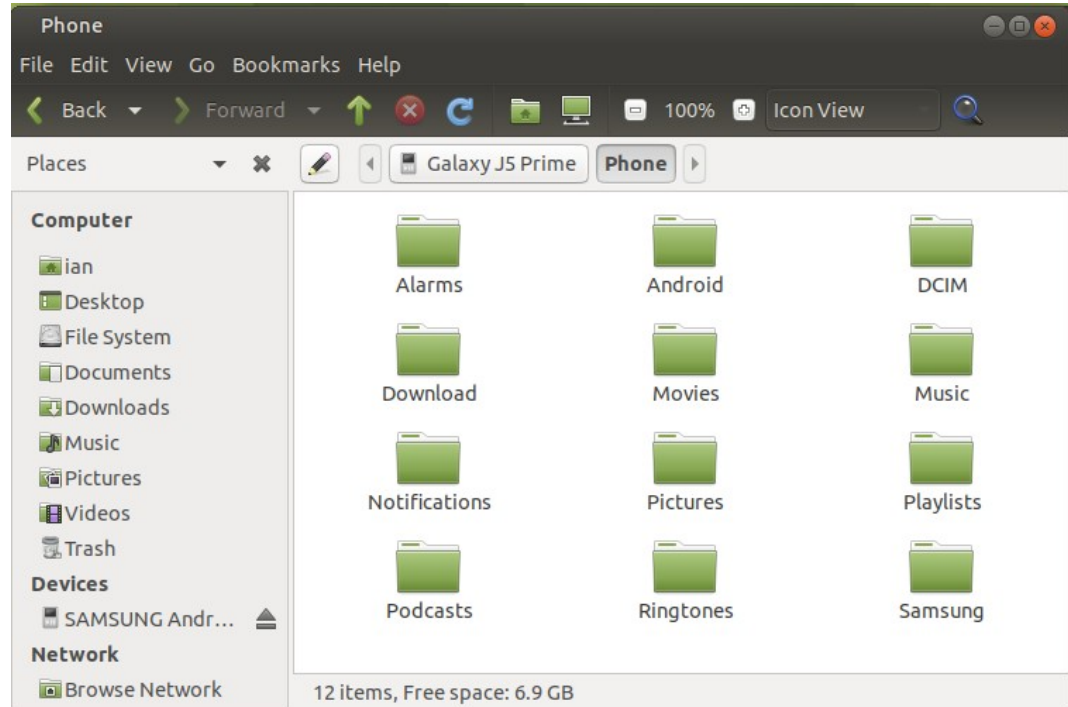 Phone
File Edit View Go Bookmarks Help
Back Forward 100% Icon View
Places
Galaxy J5 Prime Phone
Computer
ian
Desktop
File System
Documents
Downloads
Music
Pictures
Videos
Trash
Devices
SAMSUNG Andr...
Network
Browse Network
Alarms Android DCIM
Download Movies Music
Notifications Pictures Playlists
Podcasts Ringtones Samsung
12 items, Free space: 6.9 GB